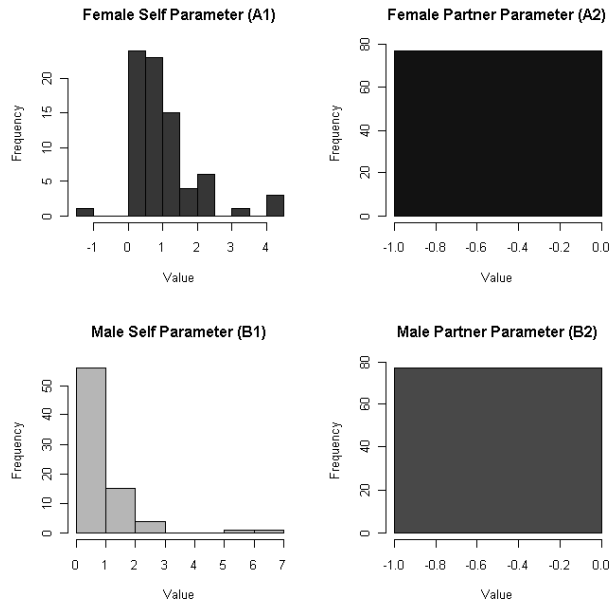 Female Self Parameter (A1)
Frequency
0 5 10 15 20
-1 0 1 2 3 4
Value
Female Partner Parameter (A2)
Frequency
0 20 40 60 80
-1.0 -0.8 -0.6 -0.4 -0.2 0.0
Value
Male Self Parameter (B1)
Frequency
0 10 20 30 40 50
0 1 2 3 4 5 6 7
Value
Male Partner Parameter (B2)
Frequency
0 20 40 60 80
-1.0 -0.8 -0.6 -0.4 -0.2 0.0
Value